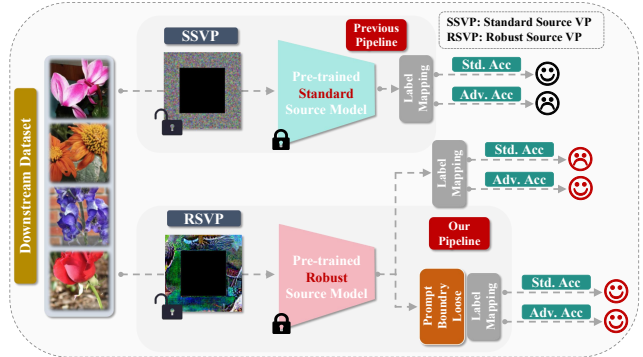 SSVP: Standard Source VP
RSVP: Robust Source VP
Previous
Pipeline
SSVP
Pre-trained
Standard
Source Model
Label
Mapping
Std. Acc
Adv. Acc
Downstream Dataset
Label
Mapping
Std. Acc
Adv. Acc
RSVP
Pre-trained
Robust
Source Model
Our
Pipeline
Prompt
Boundry
Loose
Label
Mapping
Std. Acc
Adv. Acc